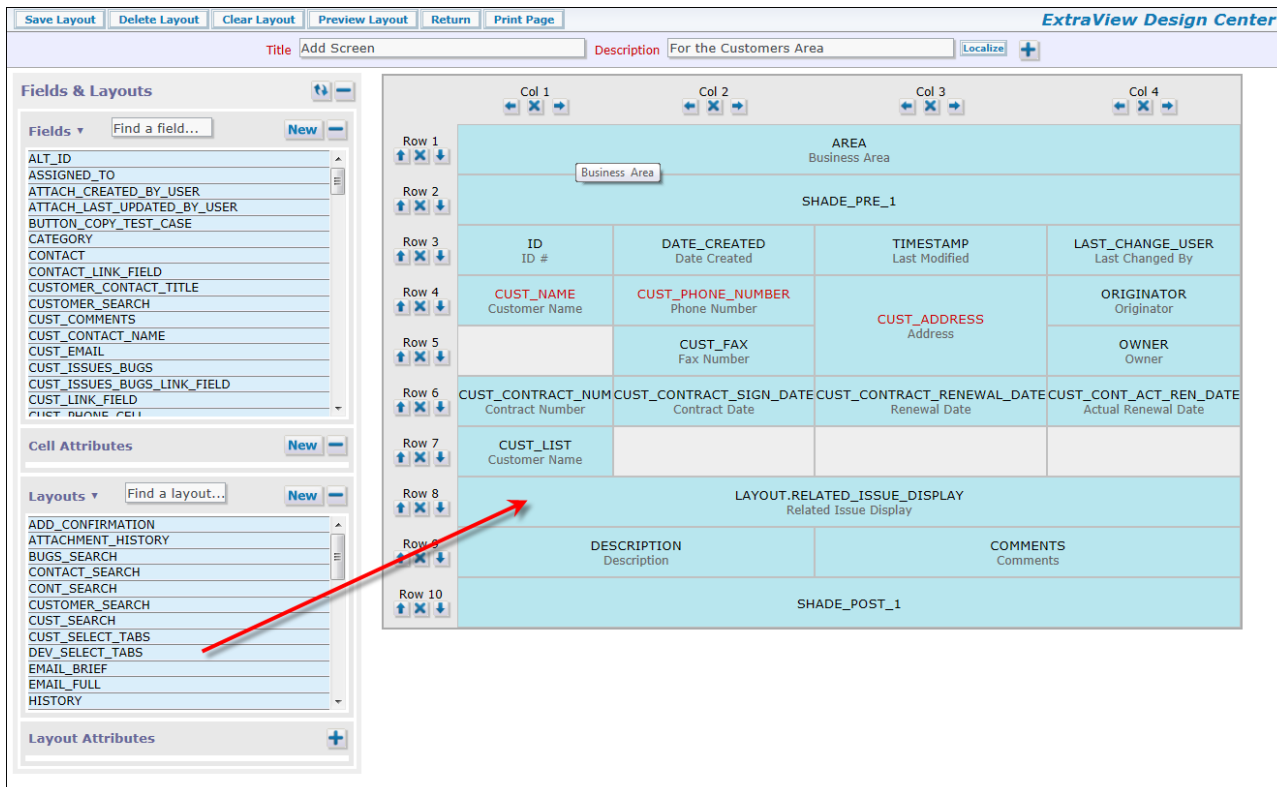 Save Layout Delete Layout Clear Layout Preview Layout Return Print Page ExtraView Design Center
Title Add Screen Description For the Customers Area Localize
Fields & Layouts
Fields Find a field... New
ALT_ID
ASSIGNED_TO
ATTACH_CREATED_BY_USER
ATTACH_LAST_UPDATED_BY_USER
BUTTON_COPY_TEST_CASE
CATEGORY
CONTACT
CONTACT_LINK_FIELD
CUSTOMER_CONTACT_TITLE
CUSTOMER_SEARCH
CUST_COMMENTS
CUST_CONTACT_NAME
CUST_EMAIL
CUST_ISSUES_BUGS
CUST_ISSUES_BUGS_LINK_FIELD
CUST_LINK_FIELD
CUST_PHONE_CELL
Cell Attributes New
Layouts Find a layout... New
ADD_CONFIRMATION
ATTACHMENT_HISTORY
BUGS_SEARCH
CONTACT_SEARCH
CONT_SEARCH
CUSTOMER_SEARCH
CUST_SEARCH
CUST_SELECT_TABS
DEV_SELECT_TABS
EMAIL_BRIEF
EMAIL_FULL
HISTORY
Layout Attributes
Col 1 Col 2 Col 3 Col 4
Row 1 AREA
Business Area
Business Area
Row 2 SHADE_PRE_1
Row 3 ID DATE_CREATED TIMESTAMP LAST_CHANGE_USER
ID # Date Created Last Modified Last Changed By
Row 4 CUST_NAME CUST_PHONE_NUMBER CUST_ADDRESS ORIGINATOR
Customer Name Phone Number Address Originator
Row 5 CUST_FAX OWNER
Fax Number Owner
Row 6 CUST_CONTRACT_NUM CUST_CONTRACT_SIGN_DATE CUST_CONTRACT_RENEWAL_DATE CUST_CONT_ACT_REN_DATE
Contract Number Contract Date Renewal Date Actual Renewal Date
Row 7 CUST_LIST
Customer Name
Row 8 LAYOUT.RELATED_ISSUE_DISPLAY
Related Issue Display
Row 9 DESCRIPTION COMMENTS
Description Comments
Row 10 SHADE_POST_1